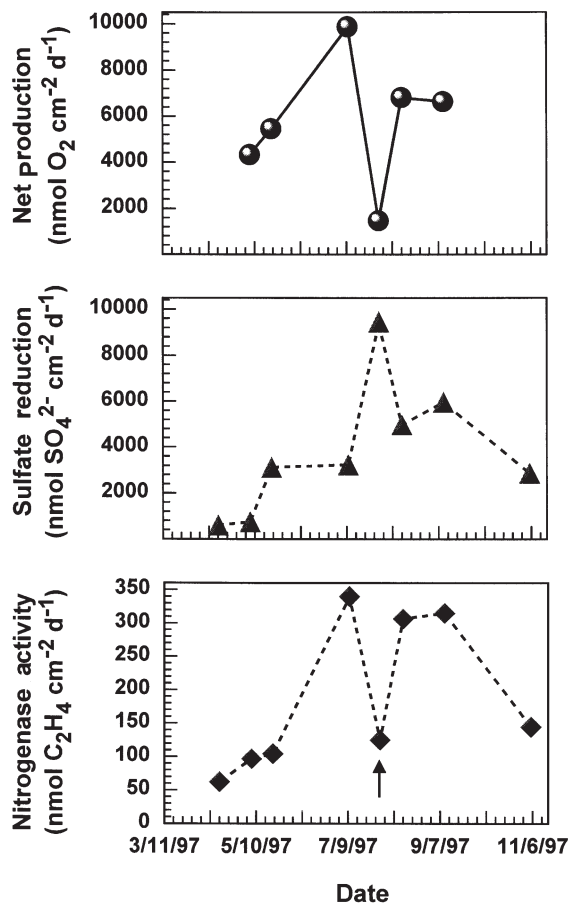 Net production
(nmol O2 cm-2 d-1)
10000
8000
6000
4000
2000
Sulfate reduction
(nmol SO4 2- cm-2 d-1)
10000
8000
6000
4000
2000
Nitrogenase activity
(nmol C2H4 cm-2 d-1)
350
300
250
200
150
100
50
0
3/11/97 5/10/97 7/9/97 9/7/97 11/6/97
Date